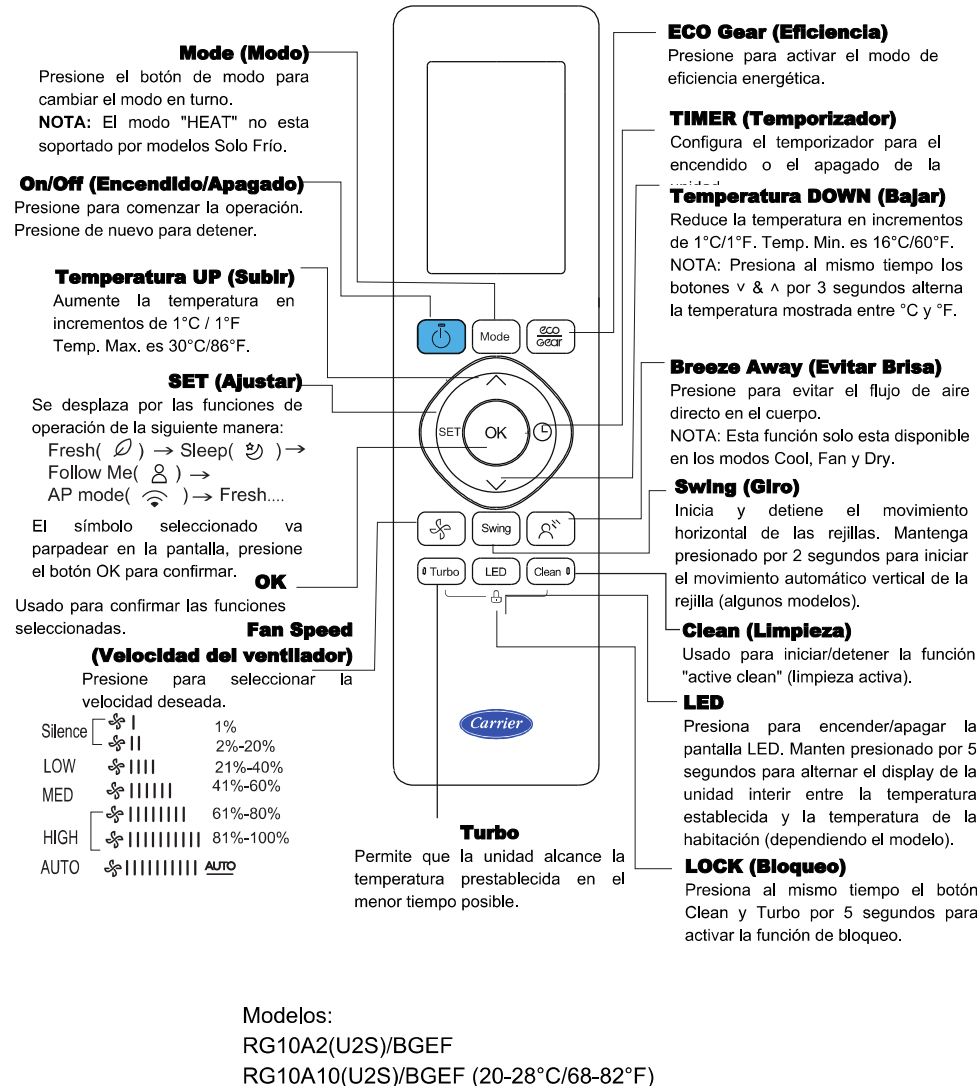 Mode (Modo)
Presione el botón de modo para
cambiar el modo en turno.
NOTA: El modo "HEAT" no esta
soportado por modelos Solo Frío.
On/Off (Encendido/Apagado)
Presione para comenzar la operación.
Presione de nuevo para detener.
Temperatura UP (Subir)
Aumente la temperatura en
incrementos de 1°C / 1°F
Temp. Max. es 30°C/86°F.
SET (Ajustar)
Se desplaza por las funciones de
operación de la siguiente manera:
Fresh( ) → Sleep( ) →
Follow Me( ) →
AP mode( ) → Fresh....
El símbolo seleccionado va
parpadear en la pantalla, presione
el botón OK para confirmar.
OK
Usado para confirmar las funciones
seleccionadas.
Fan Speed
(Velocidad del ventilador)
Presione para seleccionar la
velocidad deseada.
Silence
1%
2%-20%
LOW 21%-40%
MED 41%-60%
HIGH
61%-80%
81%-100%
AUTO AUTO
Mode
eco
Gear
SET
OK
Swing
Turbo
LED
Clean
Carrier
Turbo
Permite que la unidad alcance la
temperatura prestablecida en el
menor tiempo posible.
ECO Gear (Eficiencia)
Presione para activar el modo de
eficiencia energética.
TIMER (Temporizador)
Configura el temporizador para el
encendido o el apagado de la
unidad
Temperatura DOWN (Bajar)
Reduce la temperatura en incrementos
de 1°C/1°F. Temp. Min. es 16°C/60°F.
NOTA: Presiona al mismo tiempo los
botones ˅ & ˄ por 3 segundos alterna
la temperatura mostrada entre °C y °F.
Breeze Away (Evitar Brisa)
Presione para evitar el flujo de aire
directo en el cuerpo.
NOTA: Esta función solo esta disponible
en los modos Cool, Fan y Dry.
Swing (Giro)
Inicia y detiene el movimiento
horizontal de las rejillas. Mantenga
presionado por 2 segundos para iniciar
el movimiento automático vertical de la
rejilla (algunos modelos).
Clean (Limpieza)
Usado para iniciar/detener la función
"active clean" (limpieza activa).
LED
Presiona para encender/apagar la
pantalla LED. Manten presionado por 5
segundos para alternar el display de la
unidad interir entre la temperatura
establecida y la temperatura de la
habitación (dependiendo el modelo).
LOCK (Bloqueo)
Presiona al mismo tiempo el botón
Clean y Turbo por 5 segundos para
activar la función de bloqueo.
Modelos:
RG10A2(U2S)/BGEF
RG10A10(U2S)/BGEF (20-28°C/68-82°F)